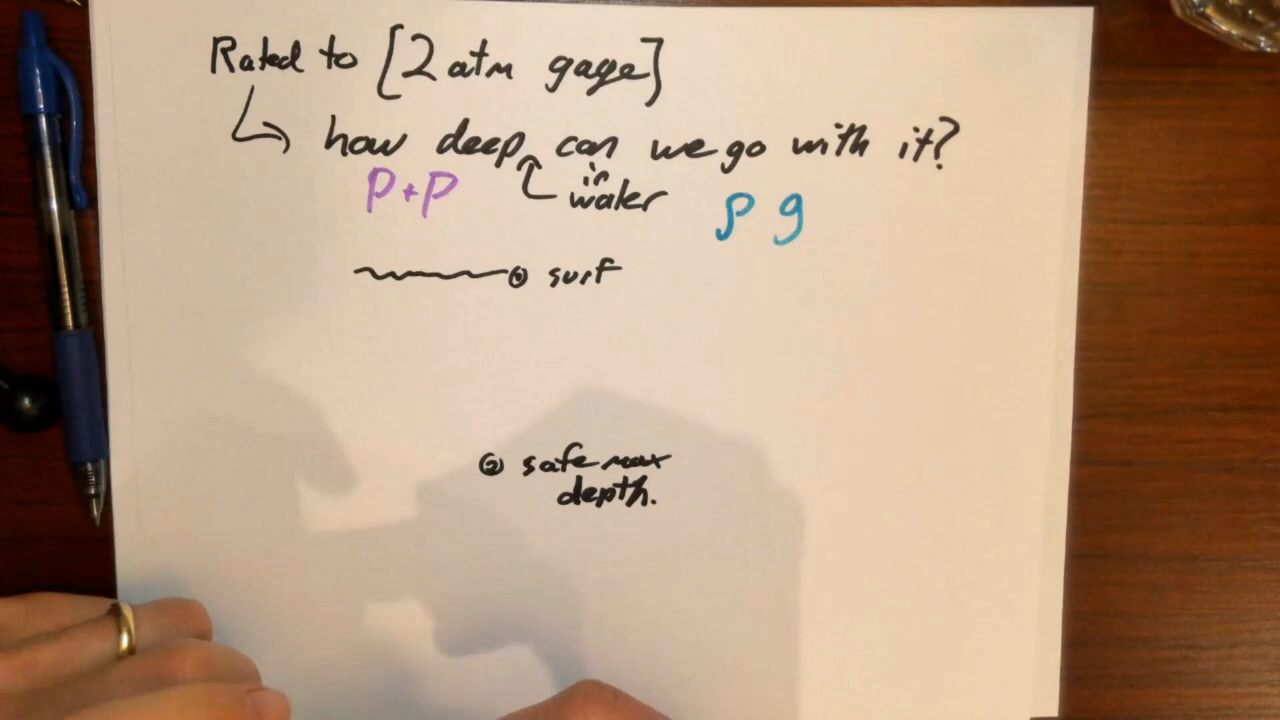 Rated to [2 atm gage]
how deep can we go with it?
in
water
P+P
ρ g
surf
safe max
depth.